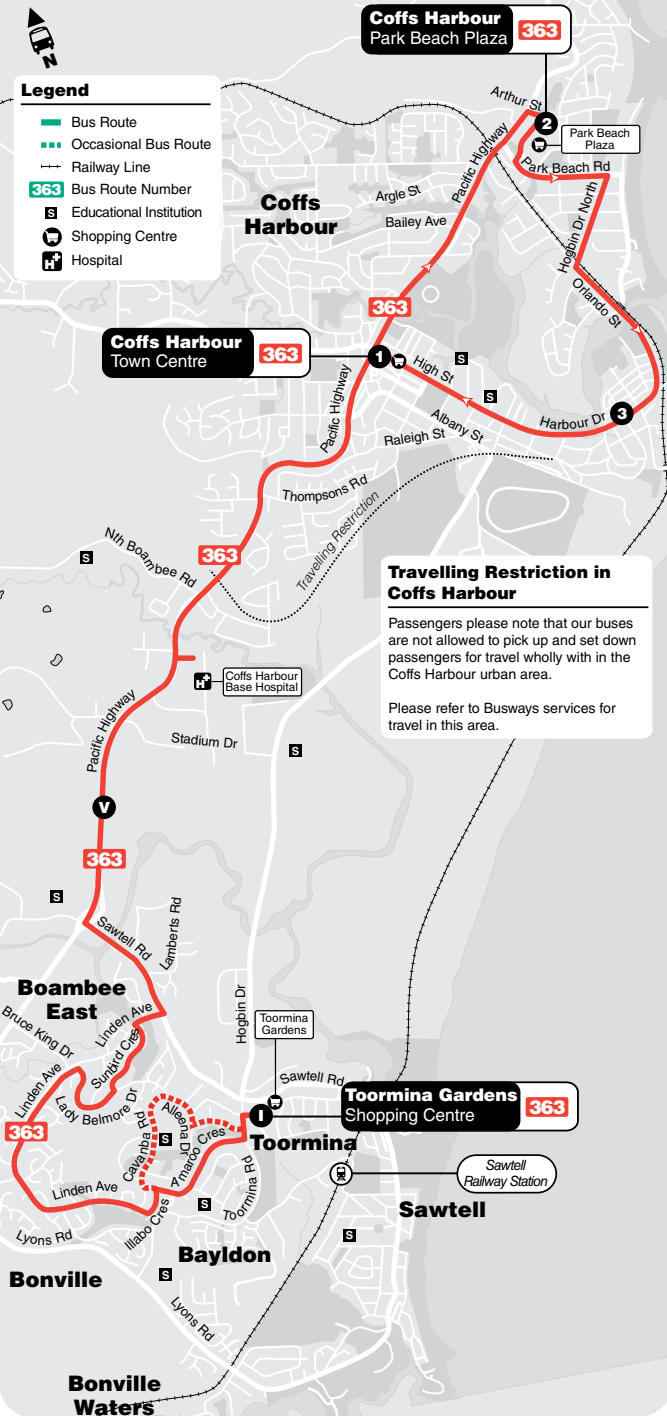 Coffs Harbour
Park Beach Plaza
363
N
Legend
Bus Route
Occasional Bus Route
Railway Line
363 Bus Route Number
S Educational Institution
Shopping Centre
H Hospital
Arthur St
2
Park Beach
Plaza
Pacific Highway
Park Beach Rd
Argle St
Bailey Ave
Coffs
Harbour
Hogbin Dr North
Orlando St
363
Coffs Harbour
Town Centre
363
1
High St
S
S
Pacific Highway
Albany St
Harbour Dr
3
Raleigh St
Thompsons Rd
Travelling Restriction
Nth Boambee Rd
363
S
Travelling Restriction in
Coffs Harbour
Passengers please note that our buses
are not allowed to pick up and set down
passengers for travel wholly with in the
Coffs Harbour urban area.
Please refer to Busways services for
travel in this area.
H
Coffs Harbour
Base Hospital
Pacific Highway
Stadium Dr
S
V
363
S
Sawtell Rd
Lamberts Rd
Boambee
East
Hogbin Dr
Bruce King Dr
Linden Ave
Sunbird Cres
Toormina
Gardens
Linden Ave
Lady Belmore Dr
Sawtell Rd
363
Cavanba Rd
Alleena Dr
S
Amaroo Cres
I
Toormina
Toormina Gardens
Shopping Centre
363
Toormina Rd
Sawtell
Railway Station
Linden Ave
Illabo Cres
S
Sawtell
Lyons Rd
Bayldon
S
S
Bonville
Lyons Rd
Bonville
Waters